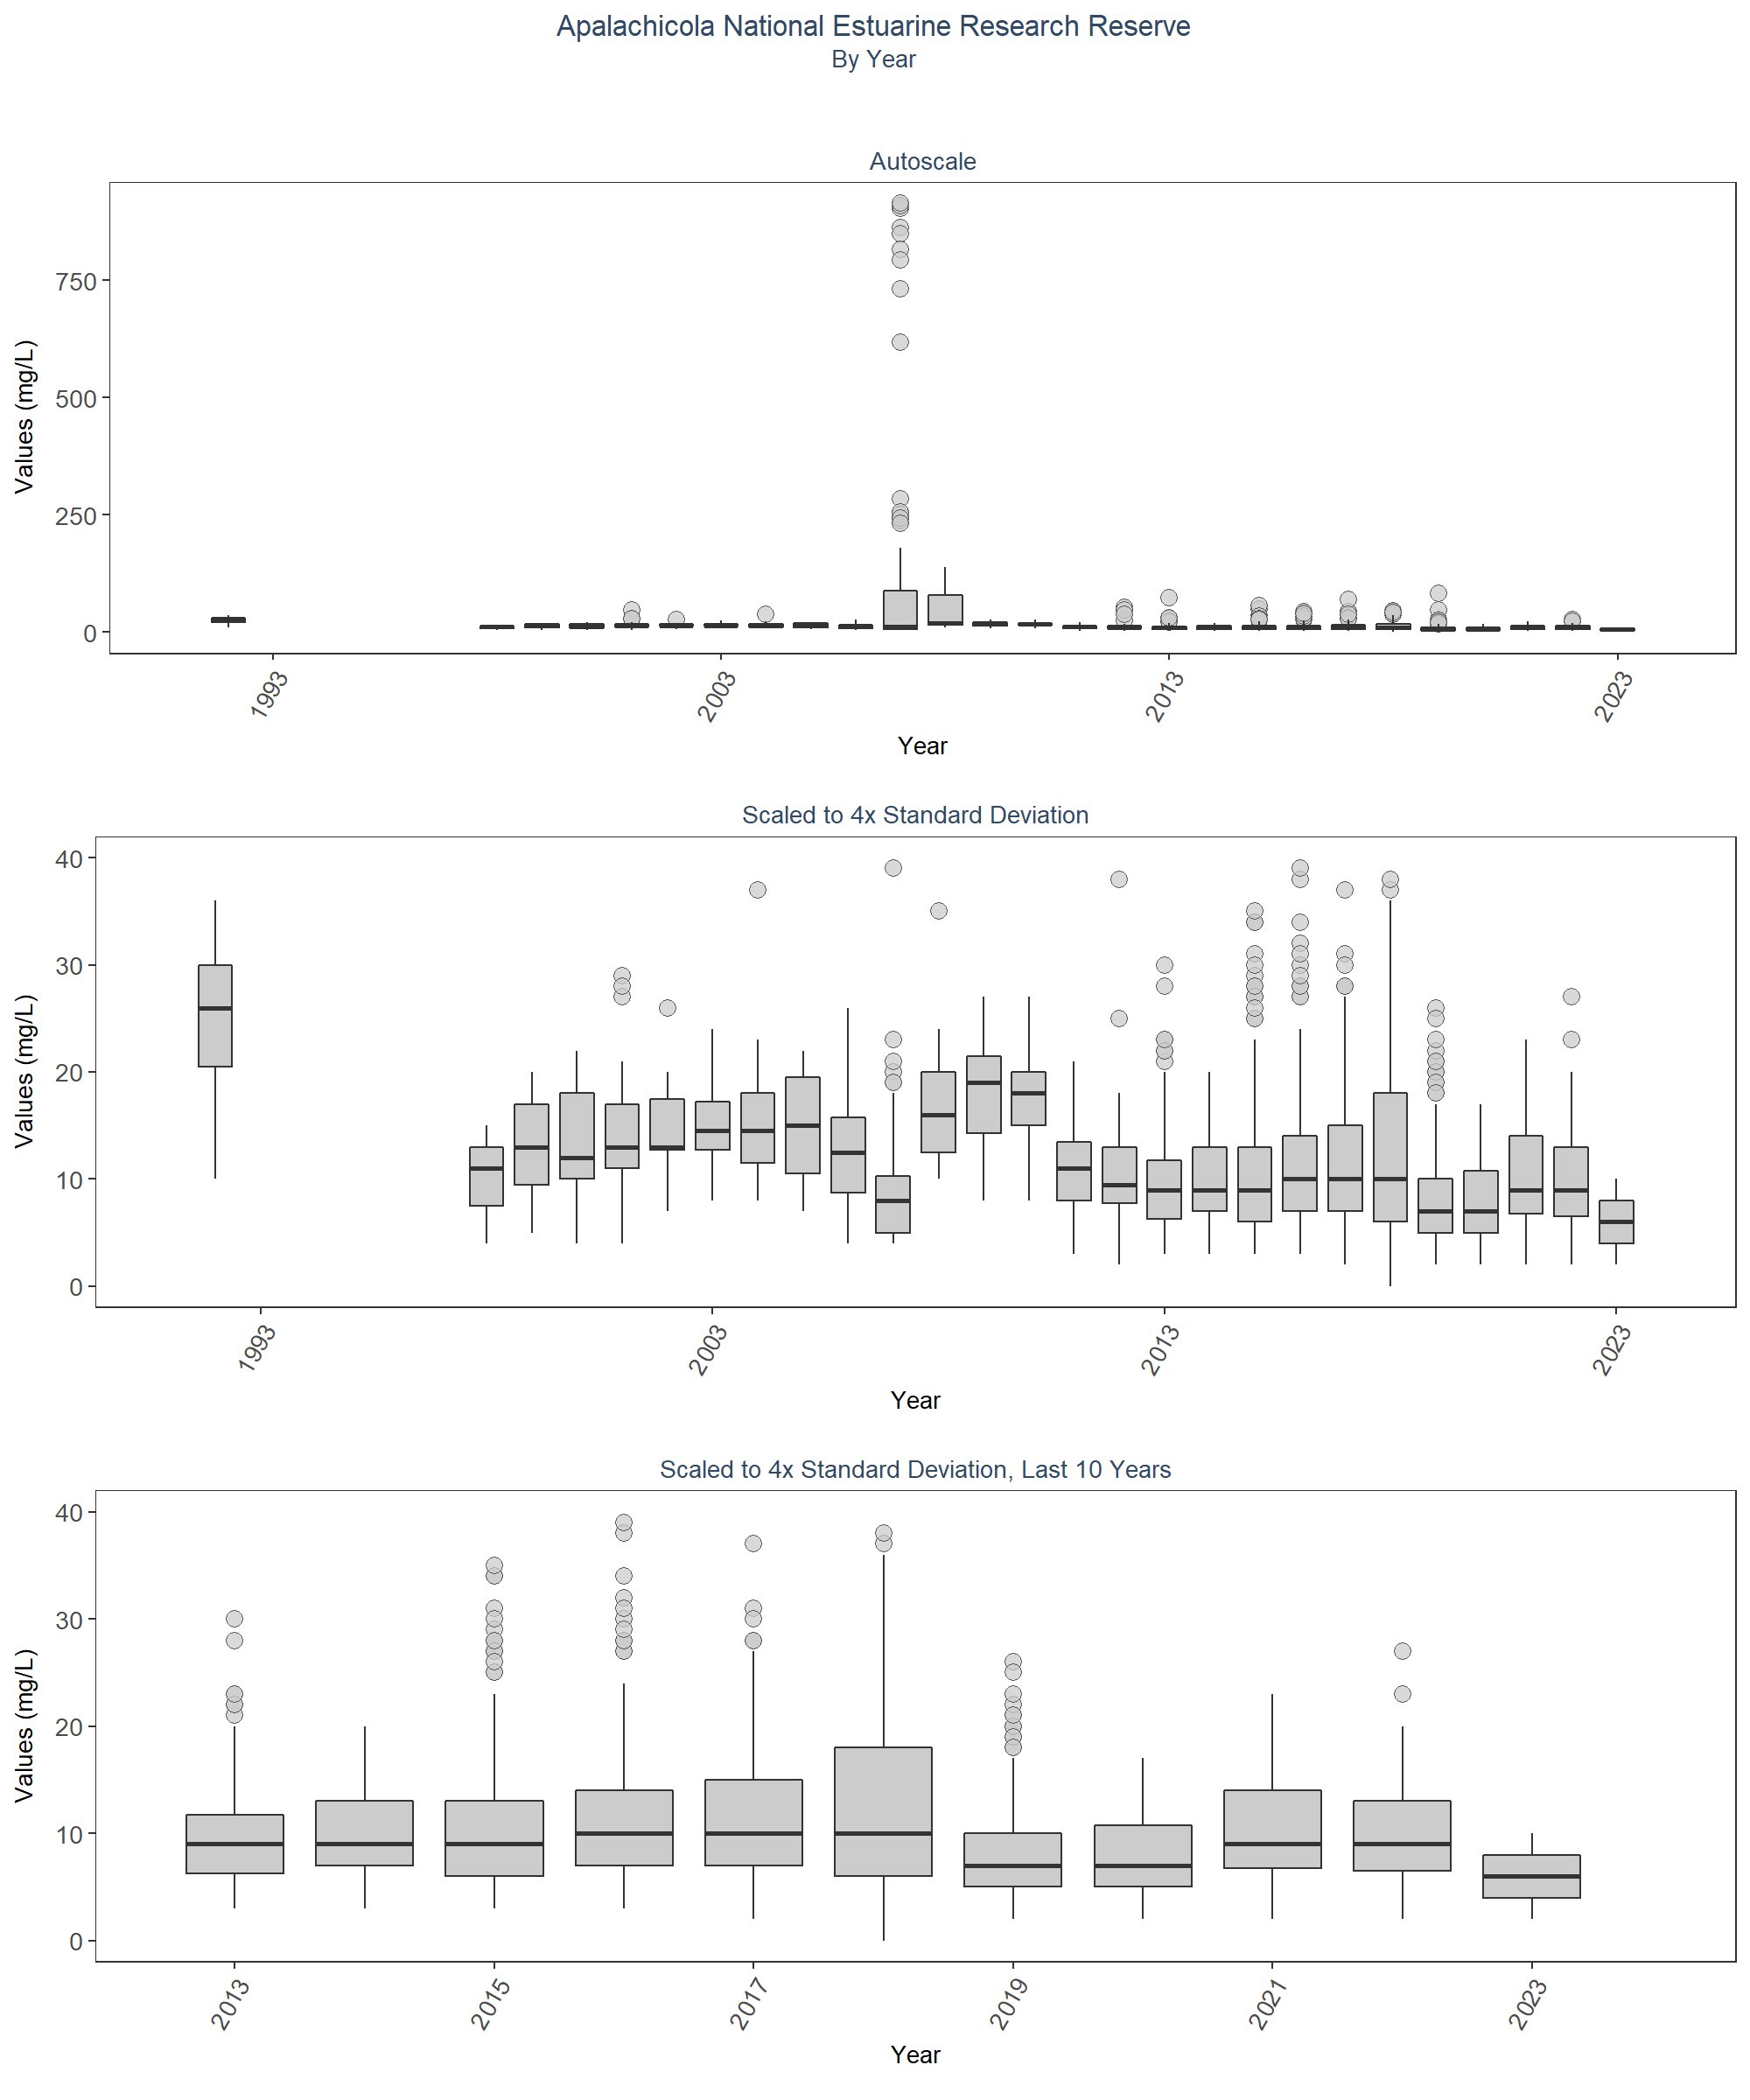 Apalachicola National Estuarine Research Reserve
By Year
Autoscale
Values (mg/L)
750
500
250
0
1993
2003
2013
2023
Year
Scaled to 4x Standard Deviation
Values (mg/L)
40
30
20
10
0
1993
2003
2013
2023
Year
Scaled to 4x Standard Deviation, Last 10 Years
Values (mg/L)
40
30
20
10
0
2013
2015
2017
2019
2021
2023
Year